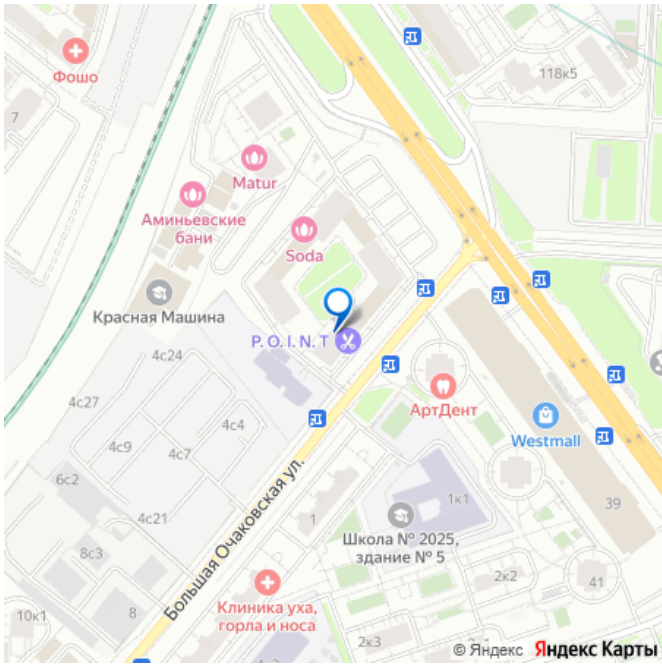 118к5
Фошо
7
Matur
Аминьевские
бани
Soda
Красная Машина
P. O. I. N. T
4с24
АртДент
4с27
4с4
Westmall
4с9
4с7
6с2
1к1
39
4с21
1
Школа № 2025,
здание № 5
8с3
Большая Очаковская ул.
2к2
41
Клиника уха,
горла и носа
10к1
8
2к3
4к2
© Яндекс Яндекс Карты